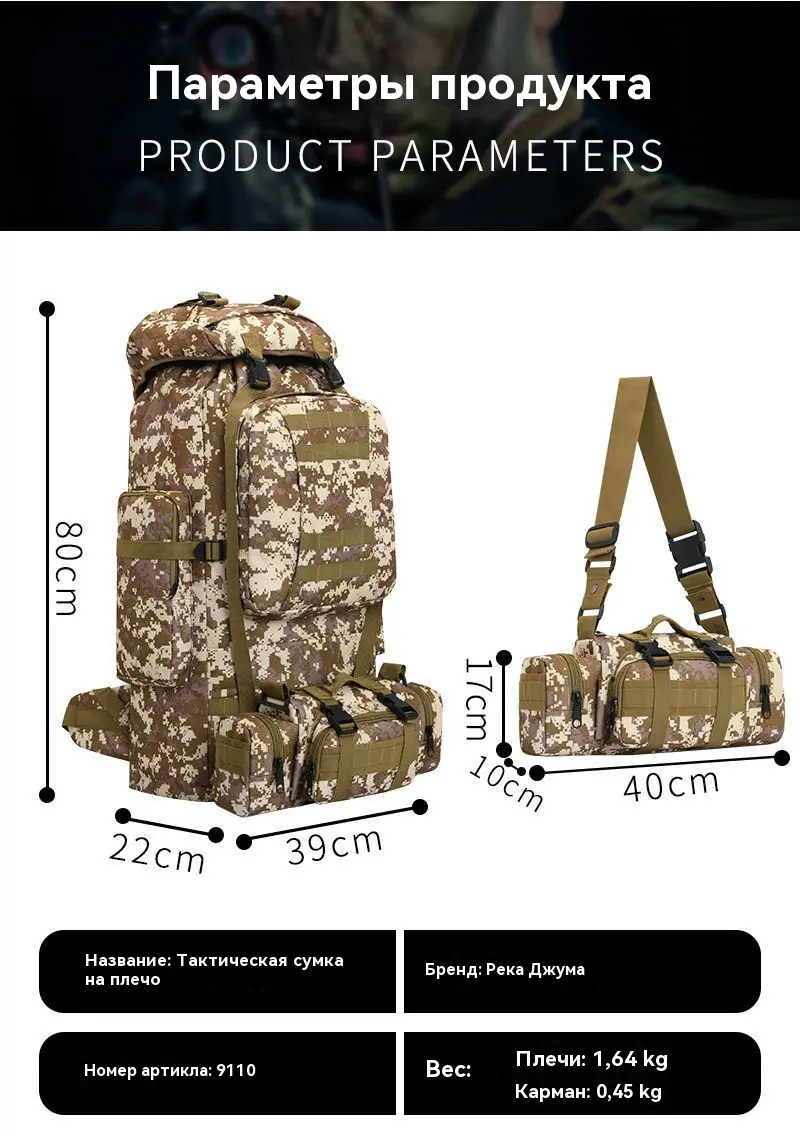 Параметры продукта
PRODUCT PARAMETERS
80cm
22cm
39cm
17cm
10cm
40cm
Название: Тактическая сумка
на плечо
Бренд: Река Джума
Номер артикла: 9110
Вес:
Плечи: 1,64 kg
Карман: 0,45 kg